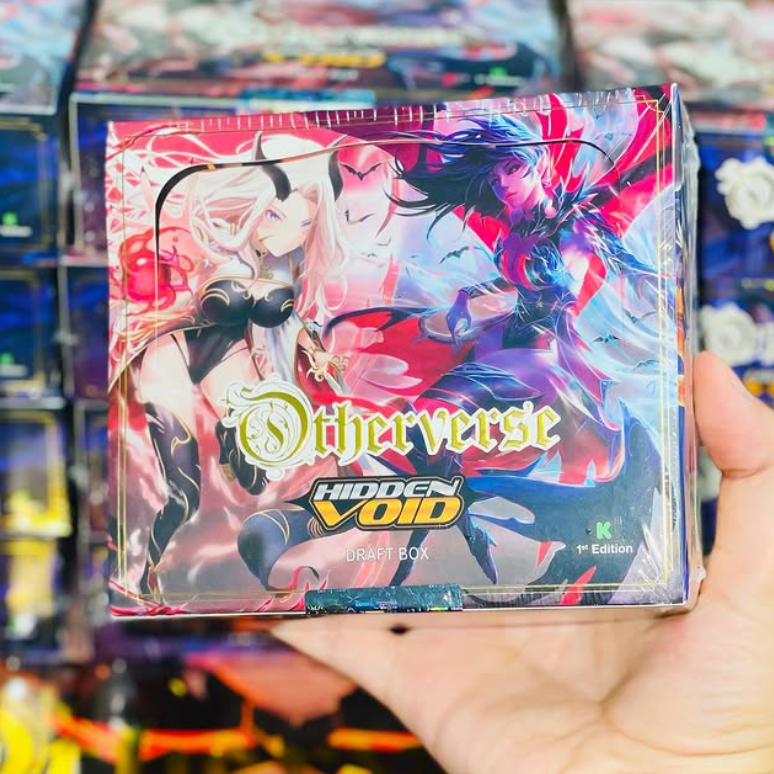 Otherverse
HIDDEN
VOID
DRAFT BOX
K
1st Edition